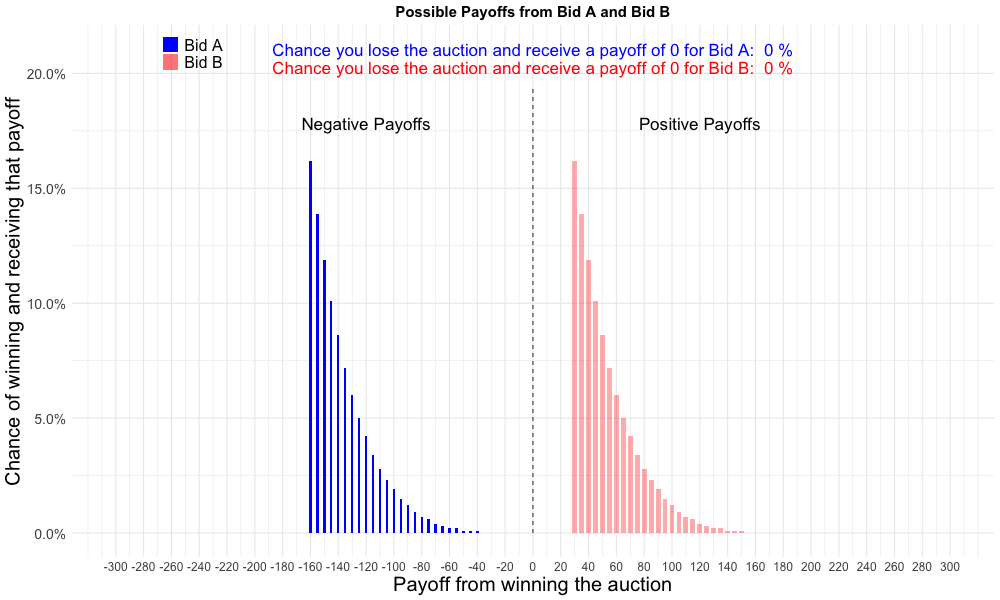 Possible Payoffs from Bid A and Bid B
Bid A
Bid B
Chance you lose the auction and receive a payoff of 0 for Bid A:  0 %
Chance you lose the auction and receive a payoff of 0 for Bid B:  0 %
Negative Payoffs
Positive Payoffs
Chance of winning and receiving that payoff
20.0%
15.0%
10.0%
5.0%
0.0%
-300 -280 -260 -240 -220 -200 -180 -160 -140 -120 -100 -80 -60 -40 -20 0 20 40 60 80 100 120 140 160 180 200 220 240 260 280 300
Payoff from winning the auction